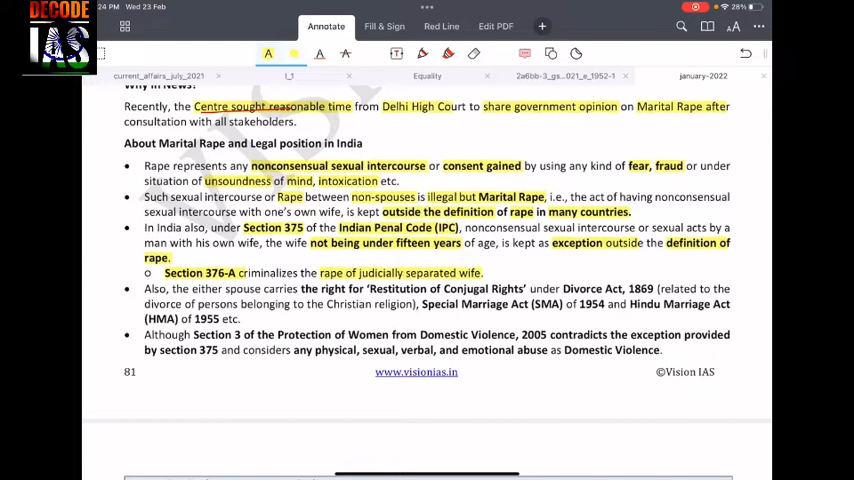 DECODE
IAS
24 PM Wed 23 Feb
28%
Annotate Fill & Sign Red Line Edit PDF
current_affairs_july_2021 I_1 Equality 2a6bb-3_gs...021_e_1952-1 january-2022
Why in News?
Recently, the Centre sought reasonable time from Delhi High Court to share government opinion on Marital Rape after
consultation with all stakeholders.
About Marital Rape and Legal position in India
• Rape represents any nonconsensual sexual intercourse or consent gained by using any kind of fear, fraud or under
situation of unsoundness of mind, intoxication etc.
• Such sexual intercourse or Rape between non-spouses is illegal but Marital Rape, i.e., the act of having nonconsensual
sexual intercourse with one's own wife, is kept outside the definition of rape in many countries.
• In India also, under Section 375 of the Indian Penal Code (IPC), nonconsensual sexual intercourse or sexual acts by a
man with his own wife, the wife not being under fifteen years of age, is kept as exception outside the definition of
rape.
o Section 376-A criminalizes the rape of judicially separated wife.
• Also, the either spouse carries the right for 'Restitution of Conjugal Rights' under Divorce Act, 1869 (related to the
divorce of persons belonging to the Christian religion), Special Marriage Act (SMA) of 1954 and Hindu Marriage Act
(HMA) of 1955 etc.
• Although Section 3 of the Protection of Women from Domestic Violence, 2005 contradicts the exception provided
by section 375 and considers any physical, sexual, verbal, and emotional abuse as Domestic Violence.
81 www.visionias.in ©Vision IAS